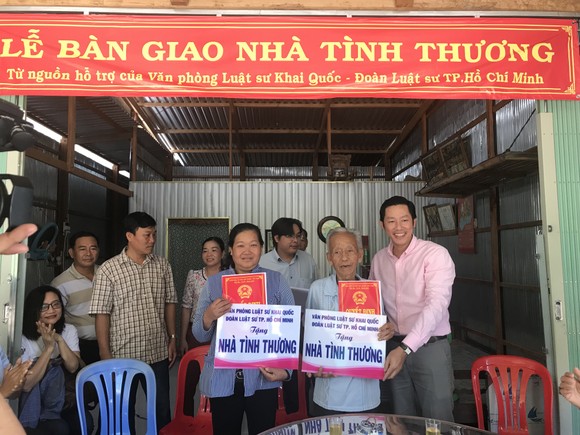 LỄ BÀN GIAO NHÀ TÌNH THƯƠNG
Từ nguồn hỗ trợ của Văn phòng Luật sư Khai Quốc - Đoàn Luật sư TP.Hồ Chí Minh
VĂN PHÒNG LUẬT SƯ KHAI QUỐC
ĐOÀN LUẬT SƯ TP. HỒ CHÍ MINH
Tặng
NHÀ TÌNH THƯƠNG
QUYẾT ĐỊNH
VĂN PHÒNG LUẬT SƯ KHAI QUỐC
ĐOÀN LUẬT SƯ TP. HỒ CHÍ MINH
Tặng
NHÀ TÌNH THƯƠNG